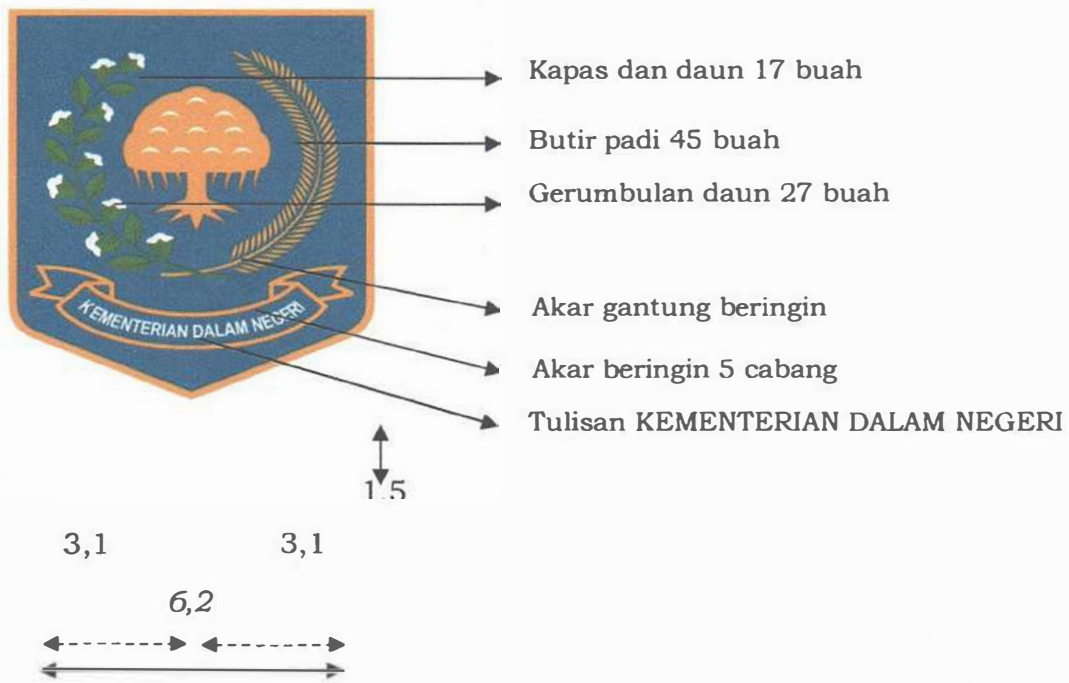 Kapas dan daun 17 buah
Butir padi 45 buah
Gerumbulan daun 27 buah
Akar gantung beringin
KEMENTERIAN DALAM NEGERI
Akar beringin 5 cabang
Tulisan KEMENTERIAN DALAM NEGERI
1,5
3,1 3,1
6,2